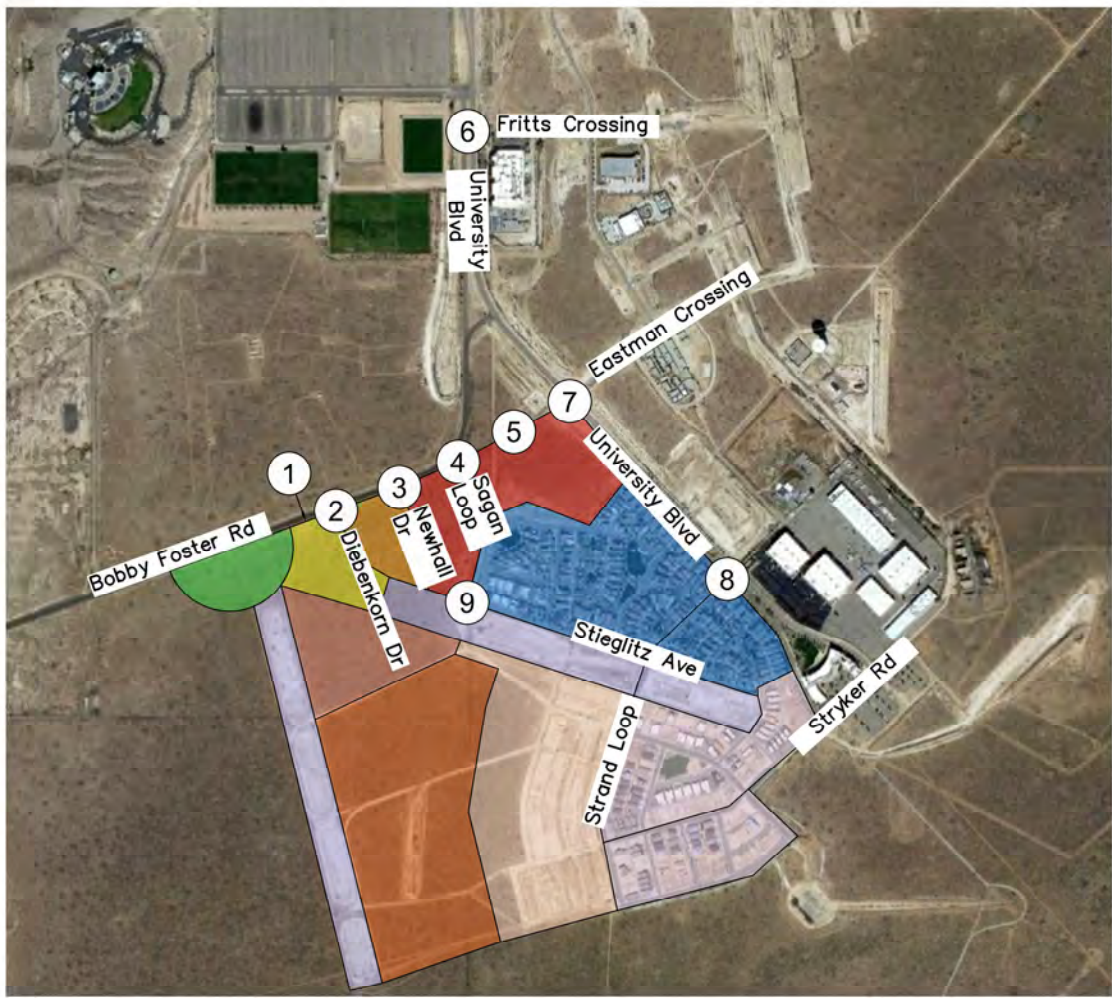 6
Fritts Crossing
University
Blvd
Eastman Crossing
7
5
University Blvd
4
Sagan
Loop
3
Newhall
Dr
1
2
Diebenkorn Dr
Bobby Foster Rd
8
9
Stieglitz Ave
Stryker Rd
Strand Loop